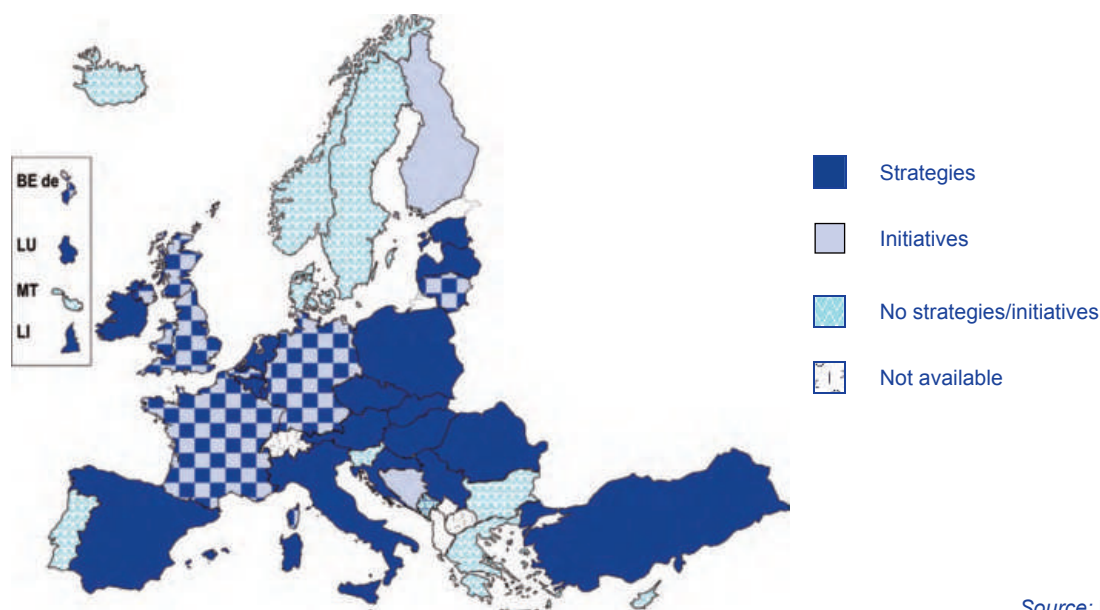 BE de
LU
MT
LI
Strategies
Initiatives
No strategies/initiatives
Not available
Source: